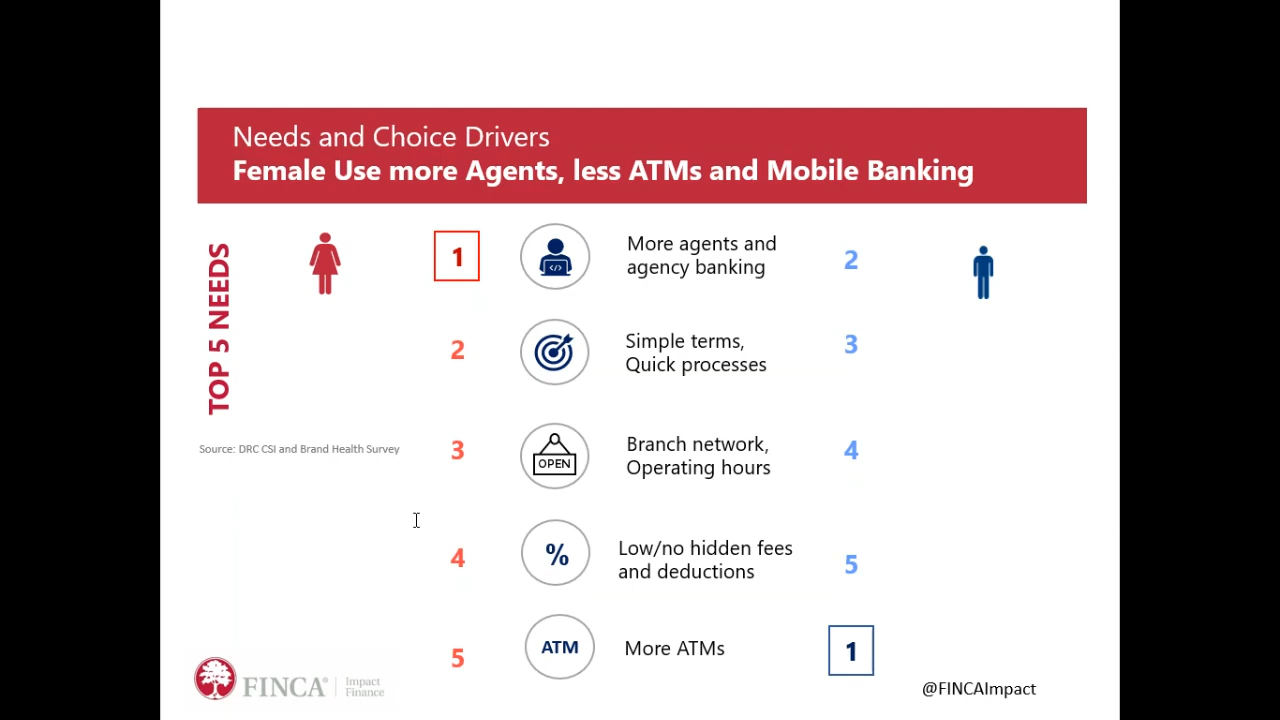 Needs and Choice Drivers
Female Use more Agents, less ATMs and Mobile Banking
TOP 5 NEEDS
1
More agents and
agency banking
2
2
Simple terms,
Quick processes
3
Source: DRC CSI and Brand Health Survey
3
OPEN
Branch network,
Operating hours
4
4
%
Low/no hidden fees
and deductions
5
5
ATM
More ATMs
1
FINCA®
Impact
Finance
@FINCAImpact